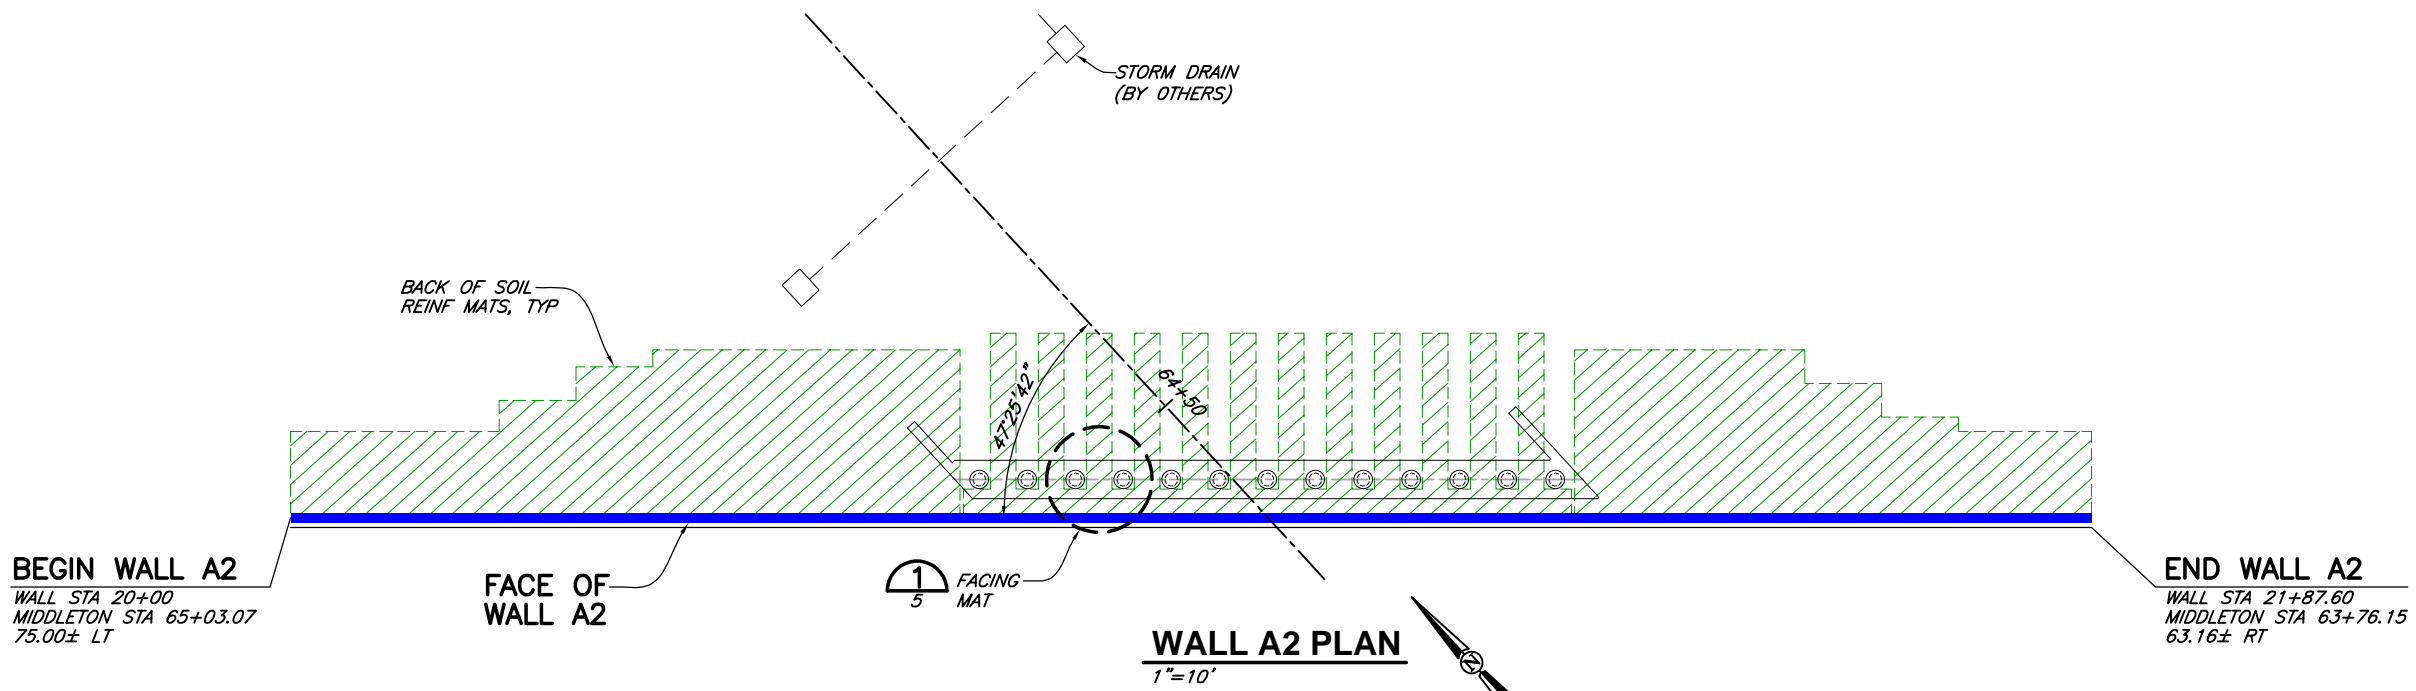 STORM DRAIN
(BY OTHERS)
BACK OF SOIL
REINF MATS, TYP
47°25'42"
64+50
BEGIN WALL A2
WALL STA 20+00
MIDDLETON STA 65+03.07
75.00± LT
FACE OF
WALL A2
1
5
FACING
MAT
WALL A2 PLAN
1"=10'
N
END WALL A2
WALL STA 21+87.60
MIDDLETON STA 63+76.15
63.16± RT